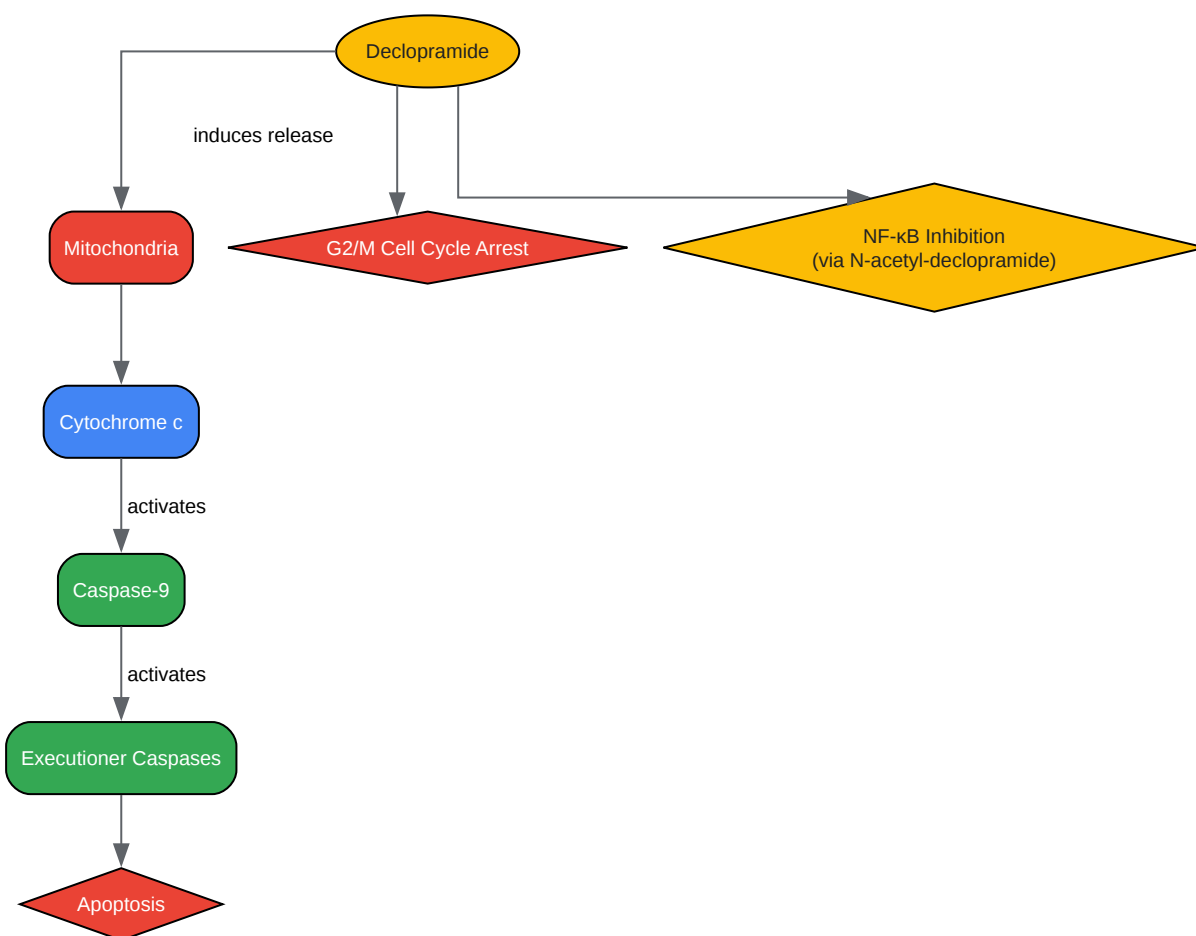 Declopramide
induces release
Mitochondria
G2/M Cell Cycle Arrest
NF-κB Inhibition
(via N-acetyl-declopramide)
Cytochrome c
activates
Caspase-9
activates
Executioner Caspases
Apoptosis